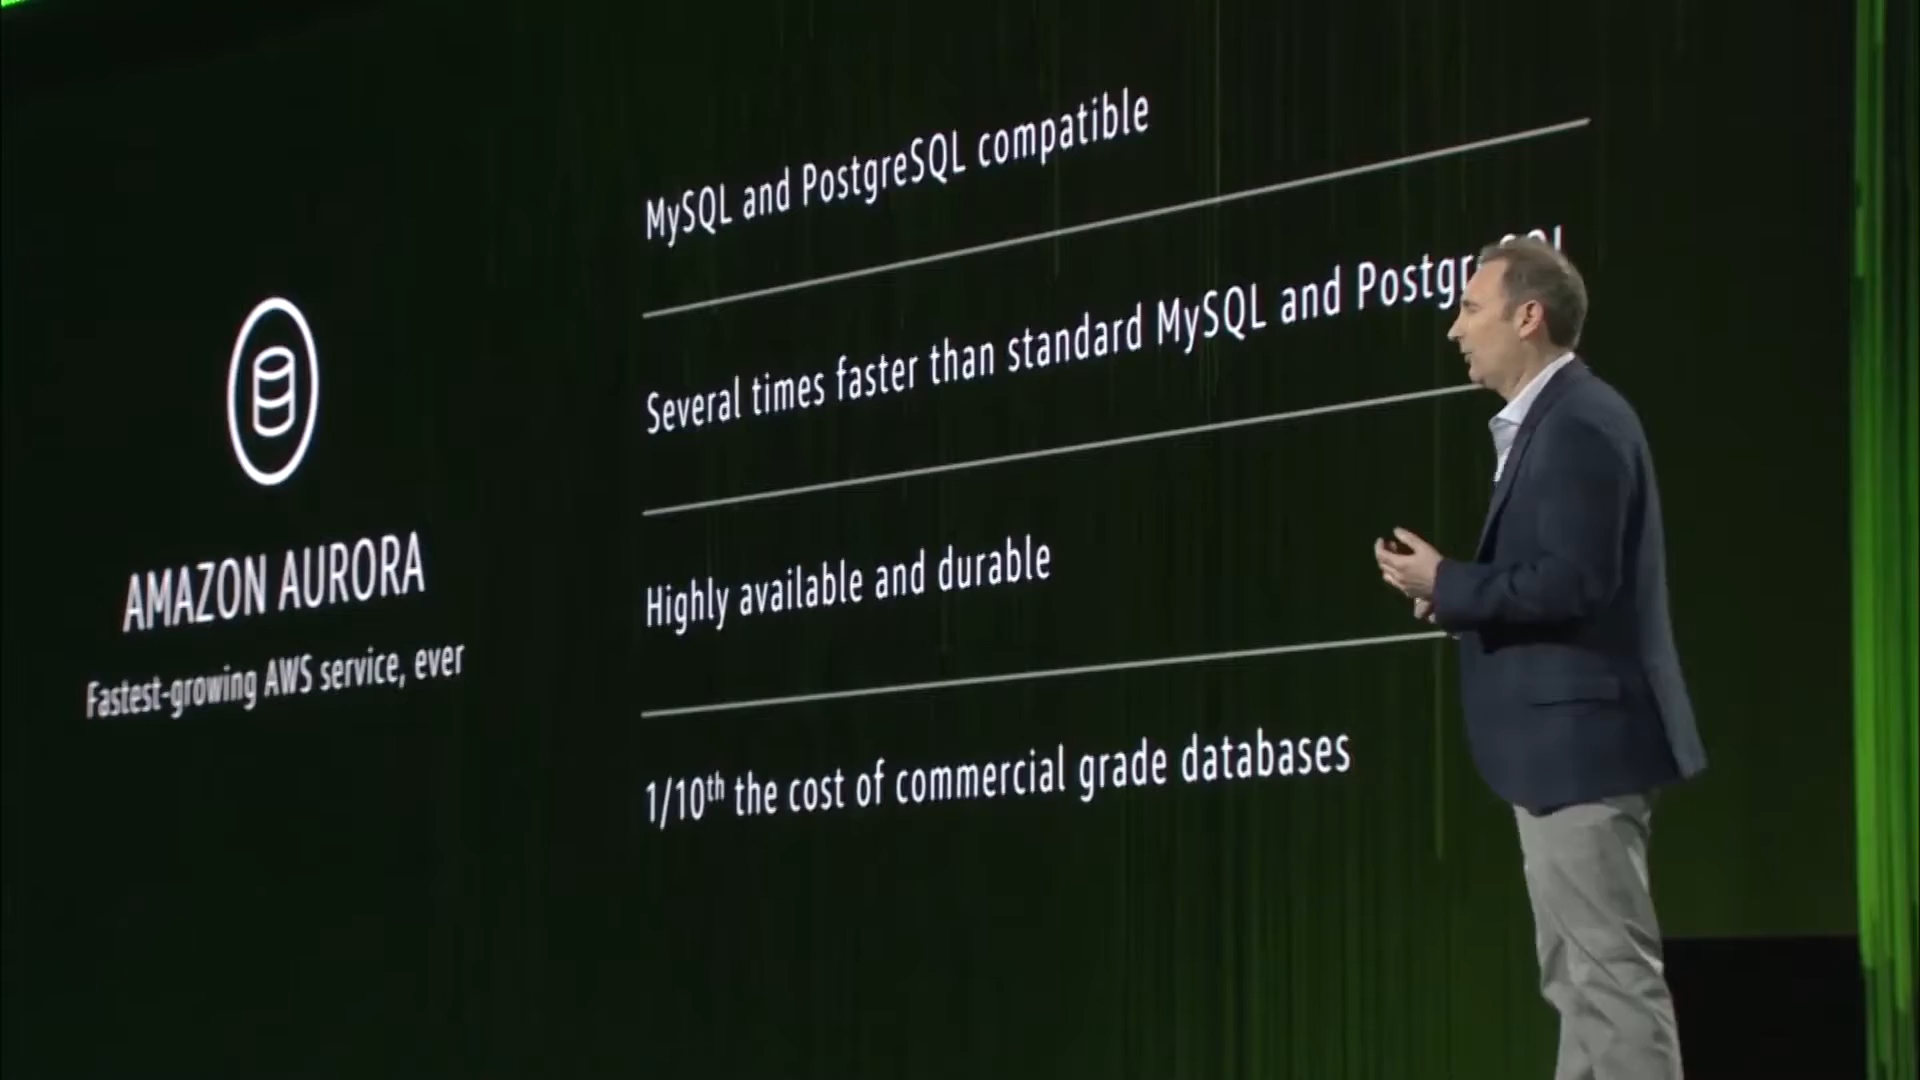 AMAZON AURORA
Fastest-growing AWS service, ever
MySQL and PostgreSQL compatible
Several times faster than standard MySQL and PostgreSQL
Highly available and durable
1/10th the cost of commercial grade databases